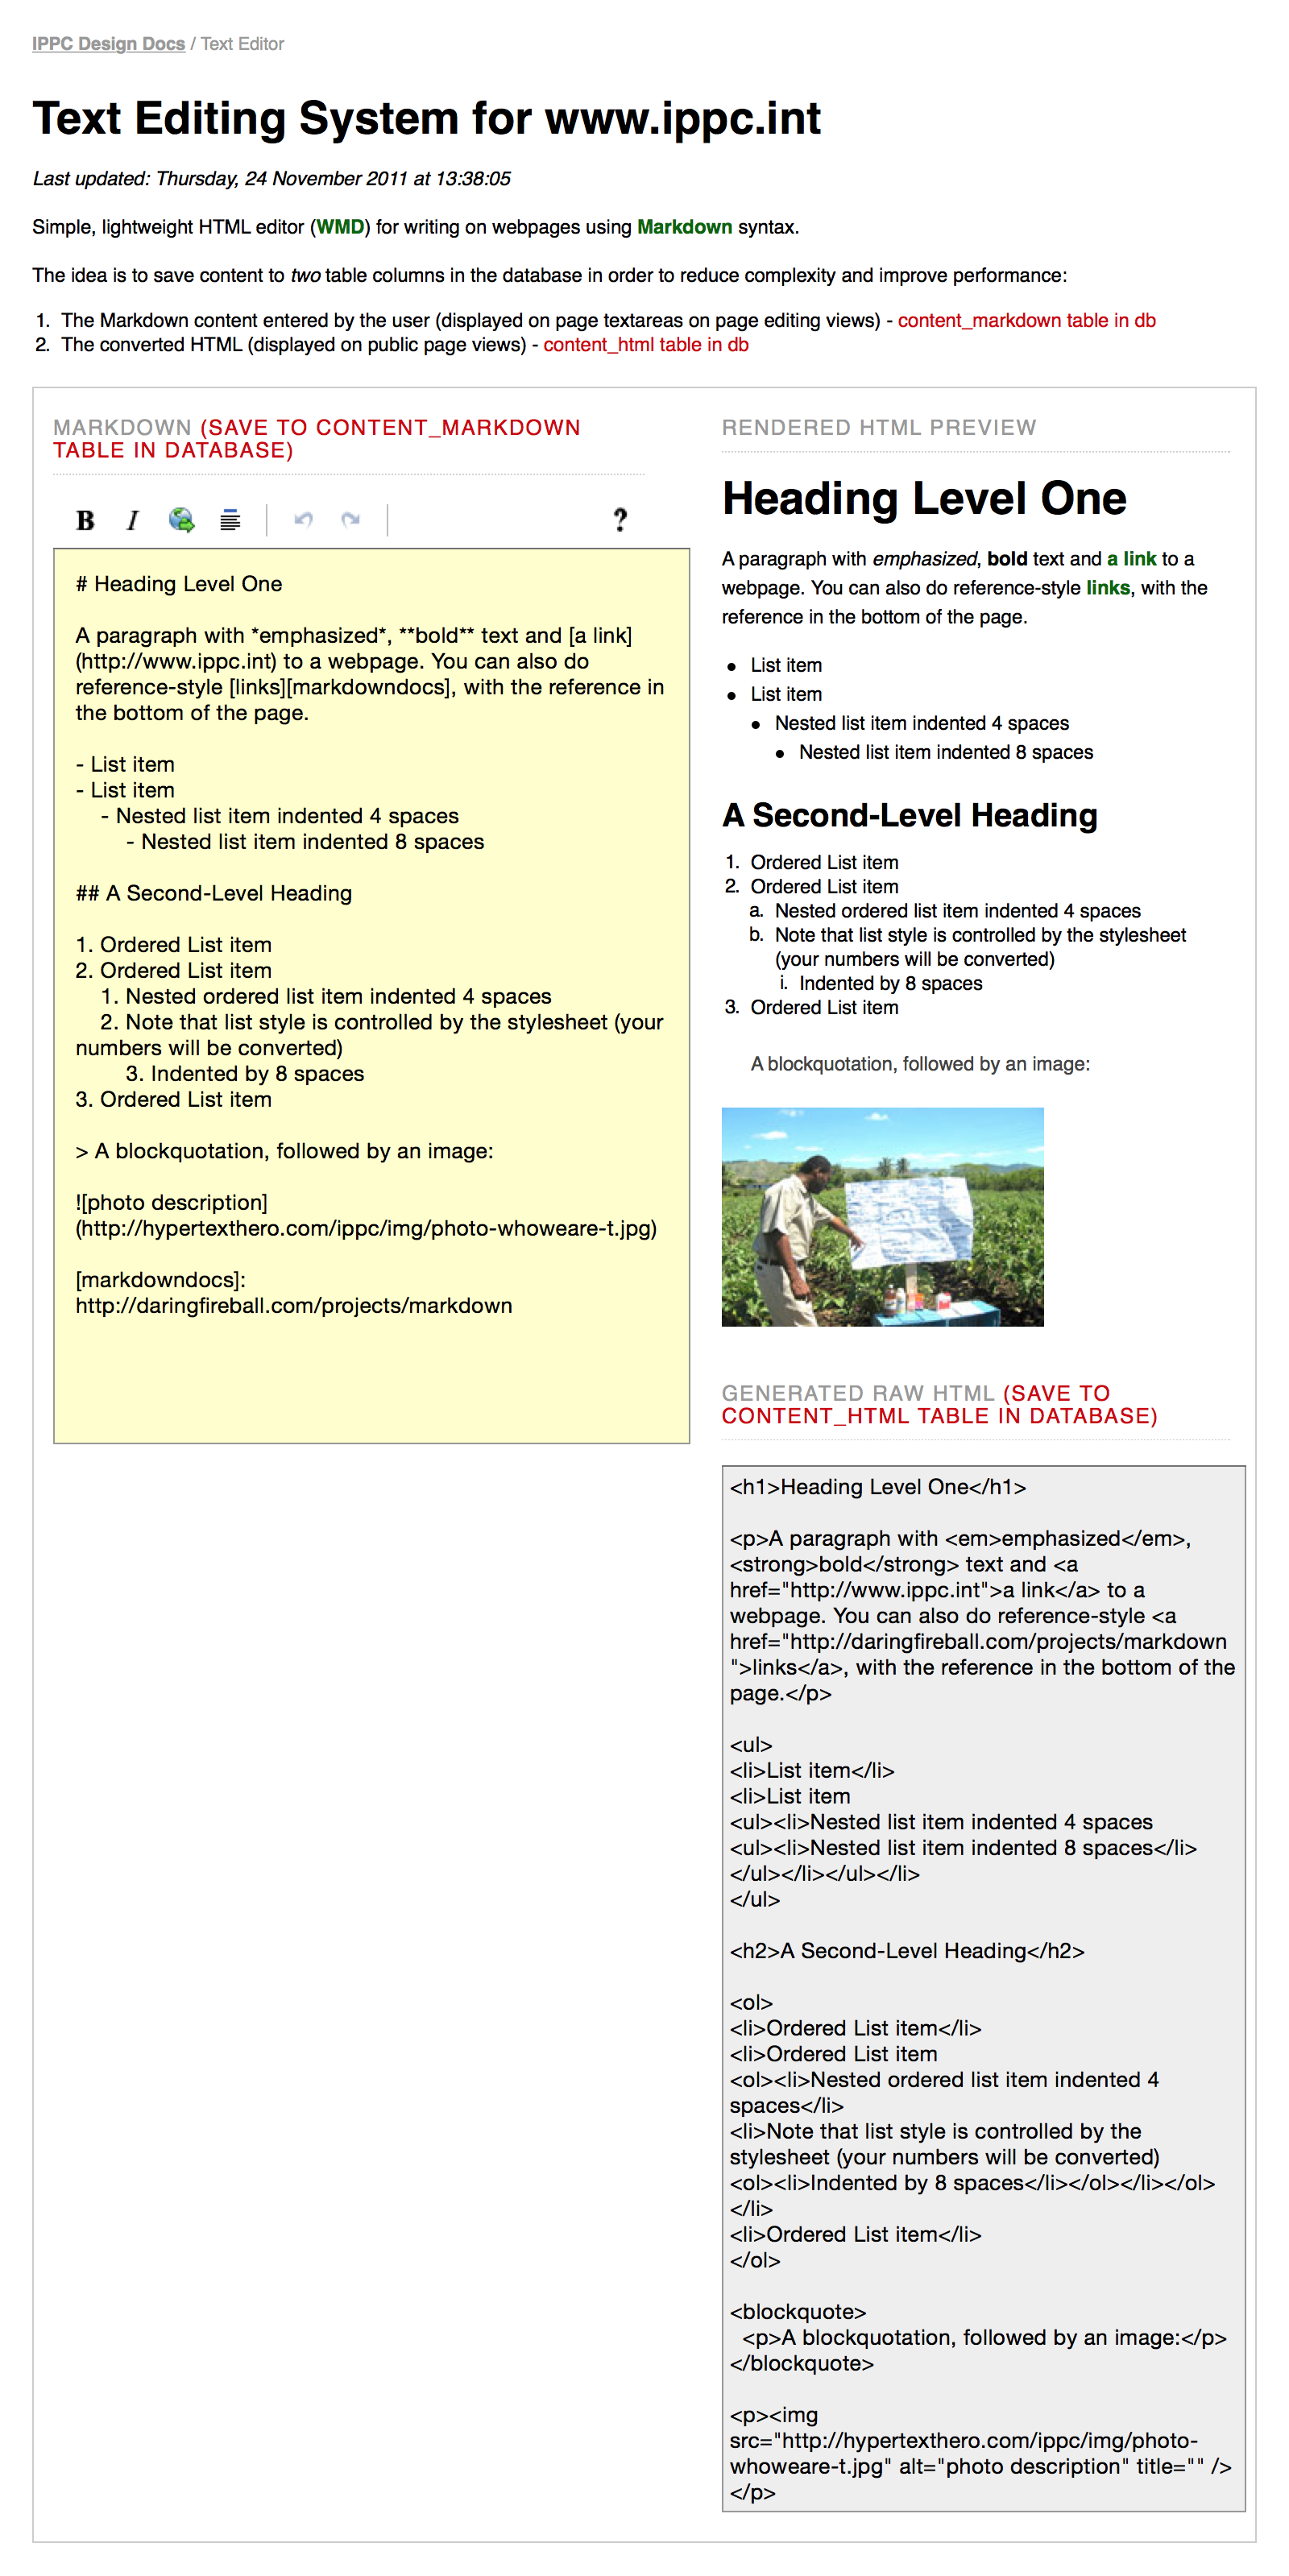 IPPC Design Docs / Text Editor
Text Editing System for www.ippc.int
Last updated: Thursday, 24 November 2011 at 13:38:05
Simple, lightweight HTML editor (WMD) for writing on webpages using Markdown syntax.
The idea is to save content to two table columns in the database in order to reduce complexity and improve performance:
1. The Markdown content entered by the user (displayed on page textareas on page editing views) - content_markdown table in db
2. The converted HTML (displayed on public page views) - content_html table in db
MARKDOWN (SAVE TO CONTENT_MARKDOWN
TABLE IN DATABASE)
B I ?
# Heading Level One
A paragraph with *emphasized*, **bold** text and [a link]
(http://www.ippc.int) to a webpage. You can also do
reference-style [links][markdowndocs], with the reference in
the bottom of the page.
- List item
- List item
- Nested list item indented 4 spaces
- Nested list item indented 8 spaces
## A Second-Level Heading
1. Ordered List item
2. Ordered List item
1. Nested ordered list item indented 4 spaces
2. Note that list style is controlled by the stylesheet (your
numbers will be converted)
3. Indented by 8 spaces
3. Ordered List item
> A blockquotation, followed by an image:
![photo description]
(http://hypertexthero.com/ippc/img/photo-whoweare-t.jpg)
[markdowndocs]:
http://daringfireball.com/projects/markdown
RENDERED HTML PREVIEW
Heading Level One
A paragraph with emphasized, bold text and a link to a
webpage. You can also do reference-style links, with the
reference in the bottom of the page.
• List item
• List item
• Nested list item indented 4 spaces
• Nested list item indented 8 spaces
A Second-Level Heading
1. Ordered List item
2. Ordered List item
a. Nested ordered list item indented 4 spaces
b. Note that list style is controlled by the stylesheet
(your numbers will be converted)
i. Indented by 8 spaces
3. Ordered List item
A blockquotation, followed by an image:
GENERATED RAW HTML (SAVE TO
CONTENT_HTML TABLE IN DATABASE)
<h1>Heading Level One</h1>
<p>A paragraph with <em>emphasized</em>,
<strong>bold</strong> text and <a
href="http://www.ippc.int">a link</a> to a
webpage. You can also do reference-style <a
href="http://daringfireball.com/projects/markdown
">links</a>, with the reference in the bottom of the
page.</p>
<ul>
<li>List item</li>
<li>List item
<ul><li>Nested list item indented 4 spaces
<ul><li>Nested list item indented 8 spaces</li>
</ul></li></ul></li>
</ul>
<h2>A Second-Level Heading</h2>
<ol>
<li>Ordered List item</li>
<li>Ordered List item
<ol><li>Nested ordered list item indented 4
spaces</li>
<li>Note that list style is controlled by the
stylesheet (your numbers will be converted)
<ol><li>Indented by 8 spaces</li></ol></li></ol>
</li>
<li>Ordered List item</li>
</ol>
<blockquote>
<p>A blockquotation, followed by an image:</p>
</blockquote>
<p><img
src="http://hypertexthero.com/ippc/img/photo-
whoweare-t.jpg" alt="photo description" title="" />
</p>